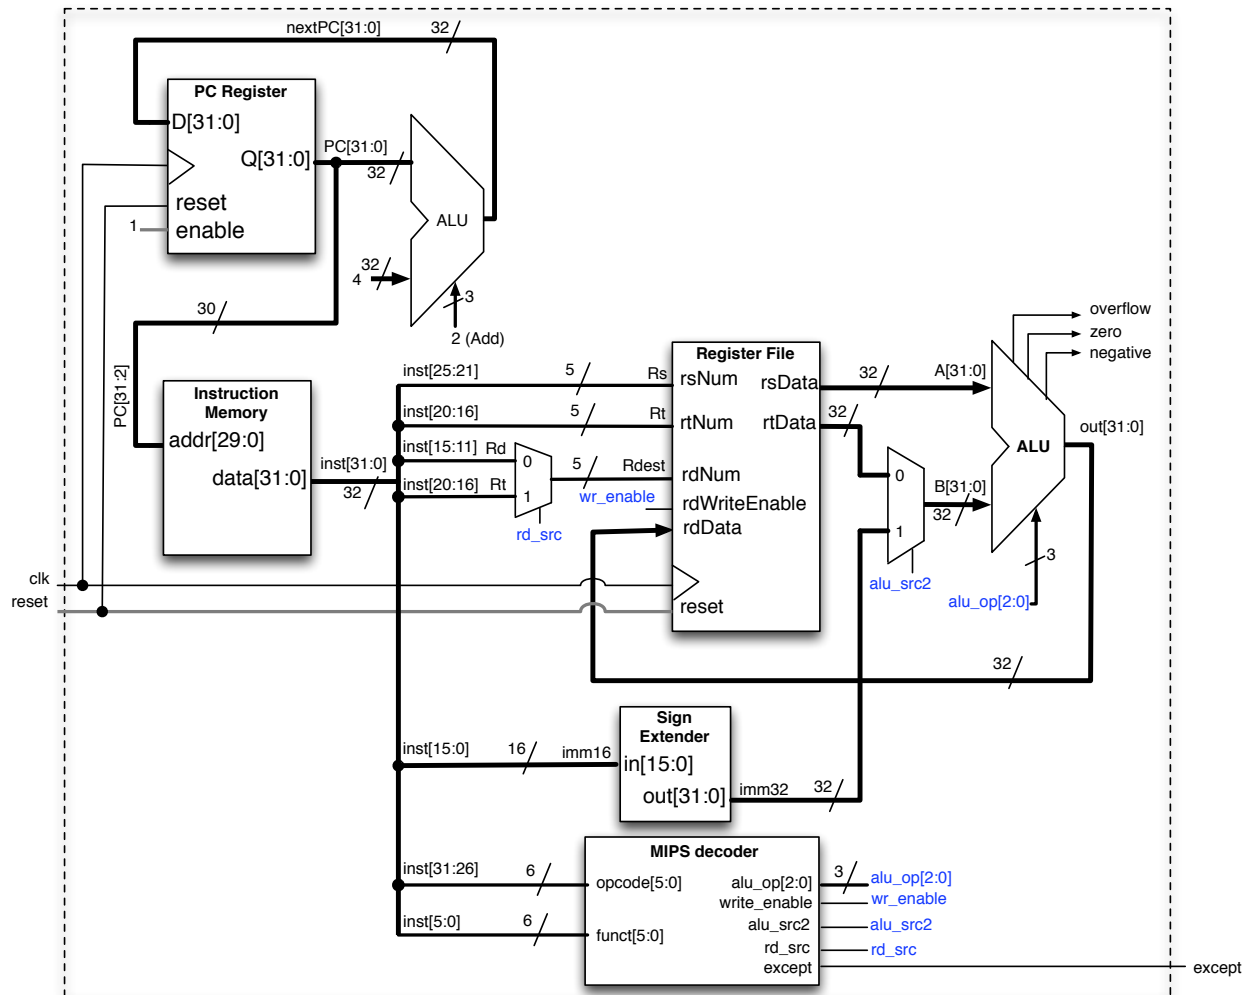 nextPC[31:0]
32
PC Register
D[31:0]
Q[31:0]
reset
enable
1
PC[31:0]
32
ALU
32
4
3
2 (Add)
30
PC[31:2]
Instruction
Memory
addr[29:0]
data[31:0]
inst[31:0]
32
inst[25:21]
5
Rs
inst[20:16]
5
Rt
inst[15:11]
Rd
0
inst[20:16]
Rt
1
rd_src
5
Rdest
wr_enable
Register File
rsNum
rsData
rtNum
rtData
rdNum
rdWriteEnable
rdData
reset
32
A[31:0]
32
0
1
alu_src2
B[31:0]
32
ALU
overflow
zero
negative
out[31:0]
3
alu_op[2:0]
32
clk
reset
inst[15:0]
16
imm16
Sign
Extender
in[15:0]
out[31:0]
imm32
32
MIPS decoder
inst[31:26]
6
opcode[5:0]
inst[5:0]
6
funct[5:0]
alu_op[2:0]
3
alu_op[2:0]
write_enable
wr_enable
alu_src2
alu_src2
rd_src
rd_src
except
except